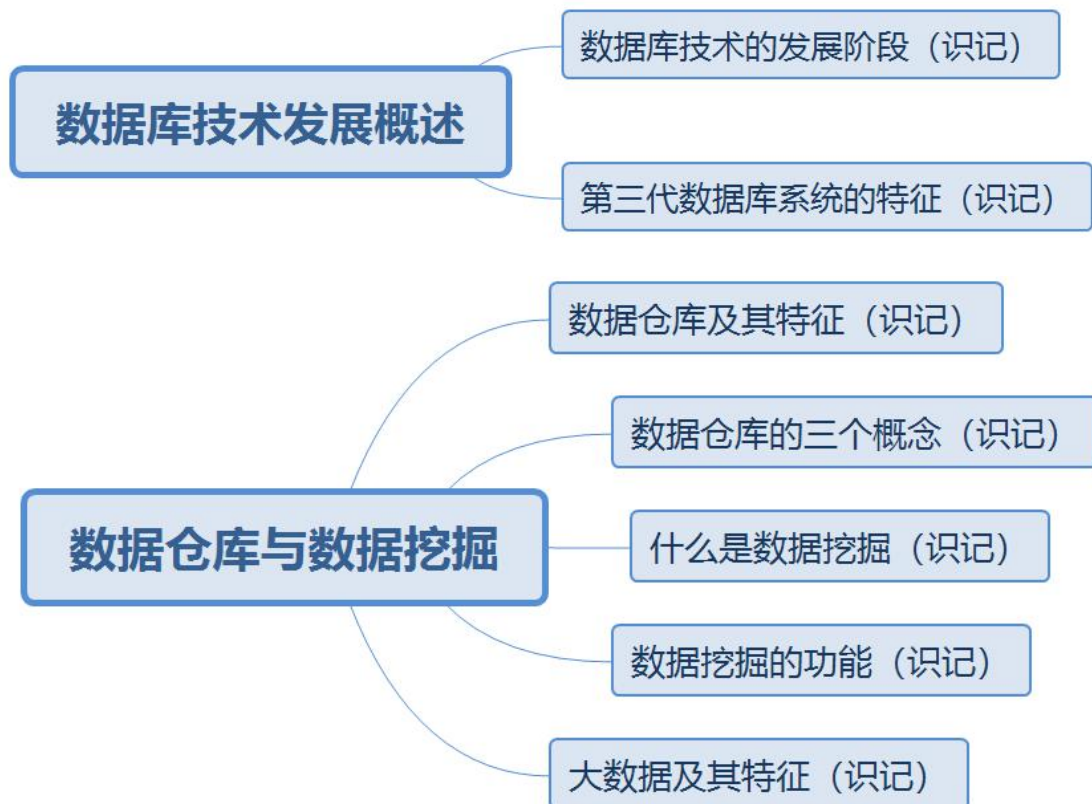 数据库技术发展概述
数据库技术的发展阶段（识记）
第三代数据库系统的特征（识记）
数据仓库与数据挖掘
数据仓库及其特征（识记）
数据仓库的三个概念（识记）
什么是数据挖掘（识记）
数据挖掘的功能（识记）
大数据及其特征（识记）